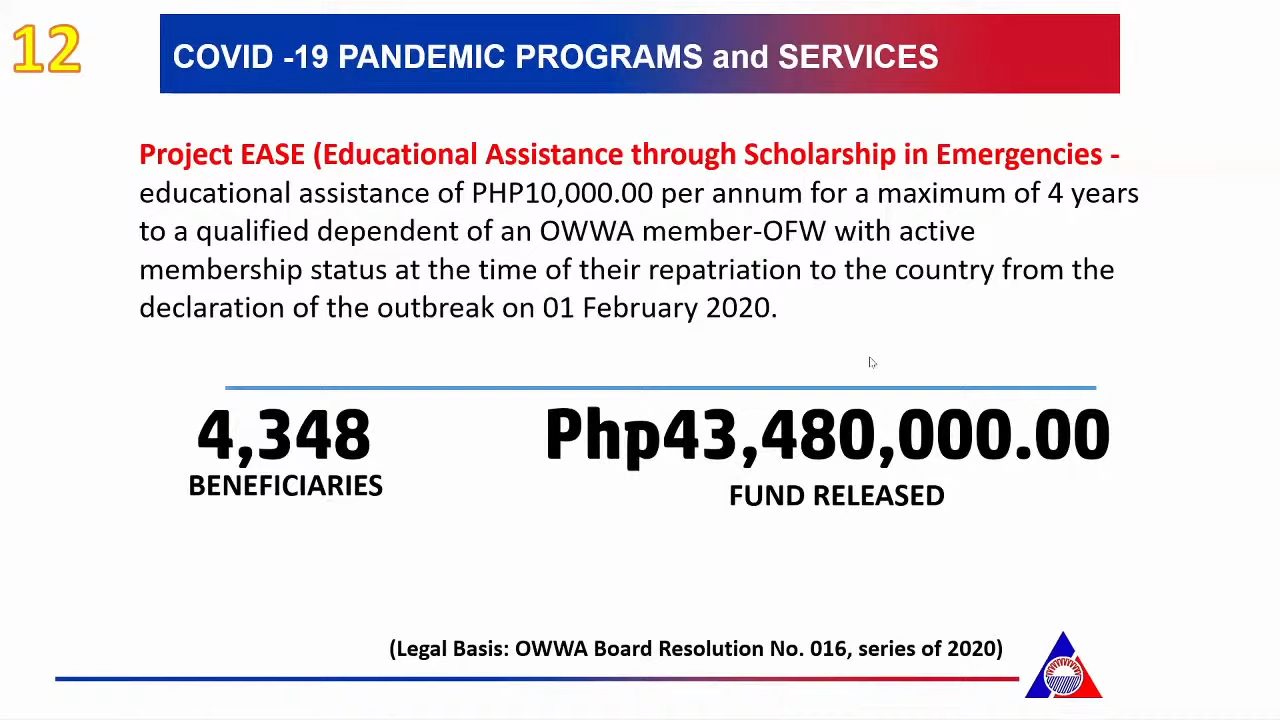 12
COVID -19 PANDEMIC PROGRAMS and SERVICES
Project EASE (Educational Assistance through Scholarship in Emergencies -
educational assistance of PHP10,000.00 per annum for a maximum of 4 years
to a qualified dependent of an OWWA member-OFW with active
membership status at the time of their repatriation to the country from the
declaration of the outbreak on 01 February 2020.
4,348
BENEFICIARIES
Php43,480,000.00
FUND RELEASED
(Legal Basis: OWWA Board Resolution No. 016, series of 2020)